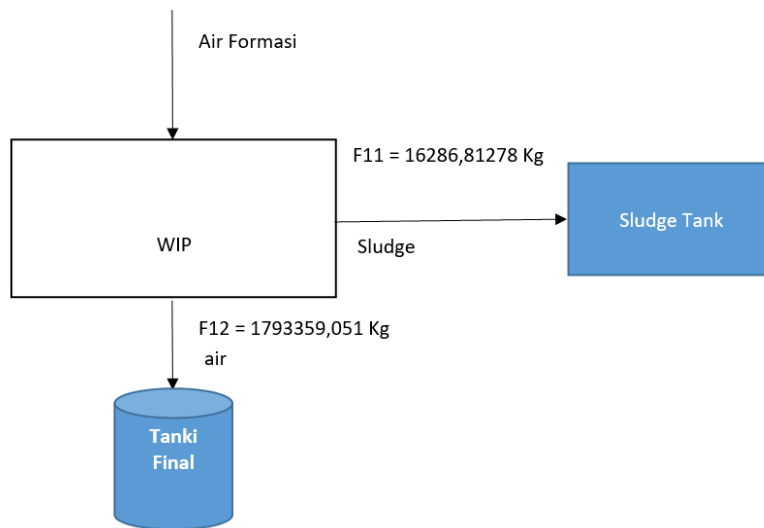 Air Formasi
F11 = 16286,81278 Kg
WIP
Sludge
Sludge Tank
F12 = 1793359,051 Kg
air
Tanki
Final